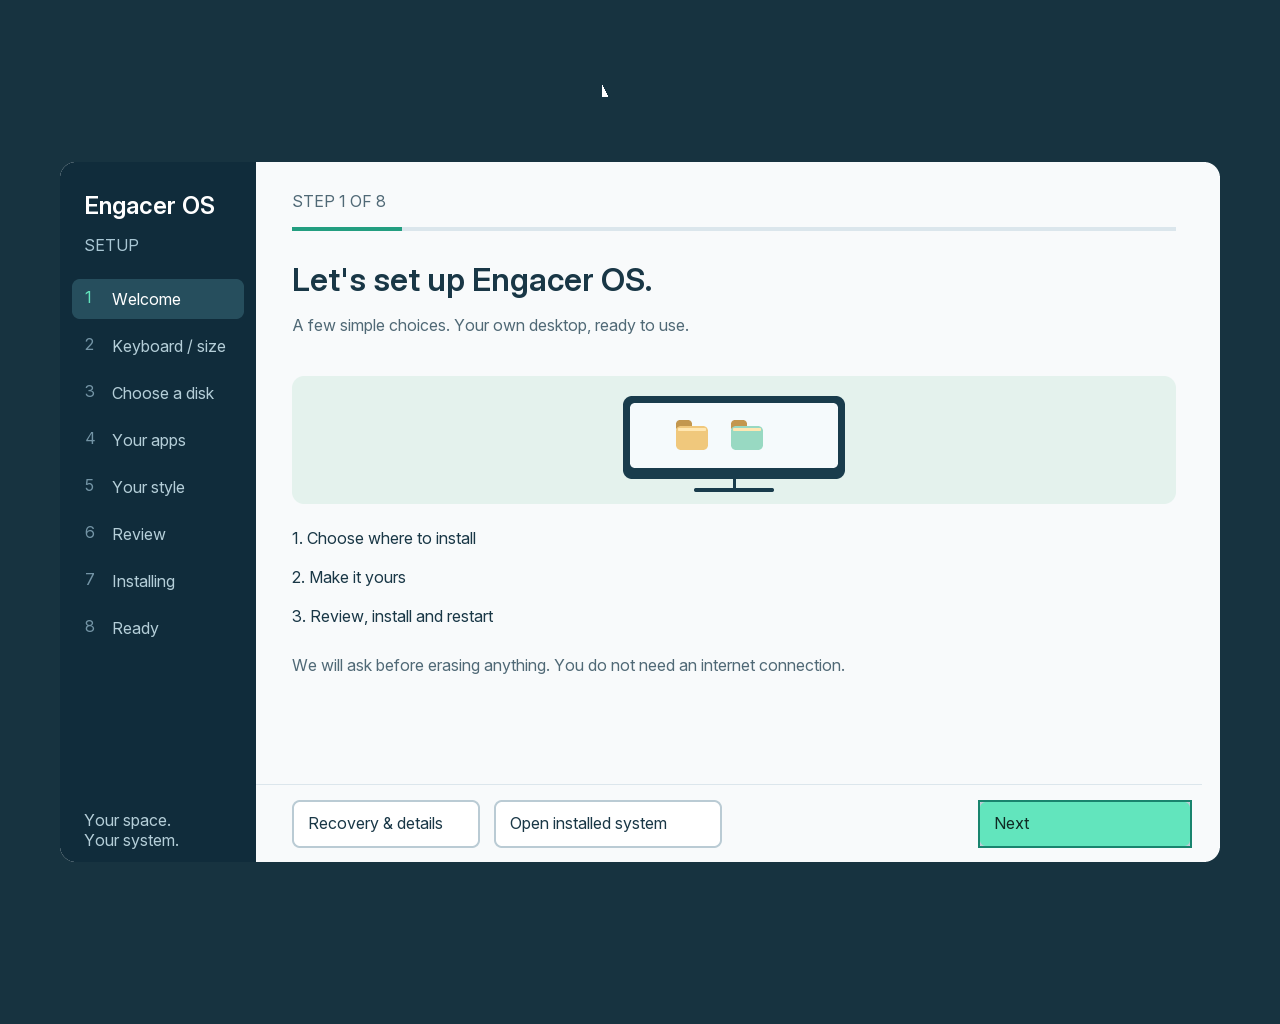 Engacer OS
SETUP
1 Welcome
2 Keyboard / size
3 Choose a disk
4 Your apps
5 Your style
6 Review
7 Installing
8 Ready
Your space.
Your system.
STEP 1 OF 8
Let's set up Engacer OS.
A few simple choices. Your own desktop, ready to use.
1. Choose where to install
2. Make it yours
3. Review, install and restart
We will ask before erasing anything. You do not need an internet connection.
Recovery & details
Open installed system
Next